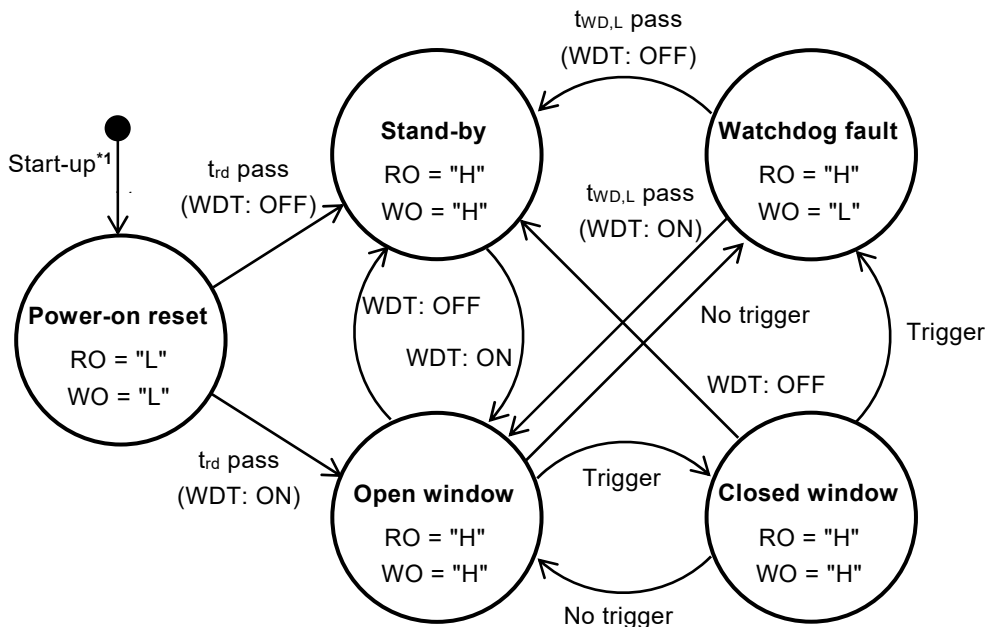 tWD,L pass
(WDT: OFF)
Start-up*1
Stand-by
RO = "H"
WO = "H"
Watchdog fault
RO = "H"
WO = "L"
trd pass
(WDT: OFF)
tWD,L pass
(WDT: ON)
Power-on reset
RO = "L"
WO = "L"
WDT: OFF
WDT: ON
No trigger
Trigger
WDT: OFF
trd pass
(WDT: ON)
Open window
RO = "H"
WO = "H"
Trigger
Closed window
RO = "H"
WO = "H"
No trigger